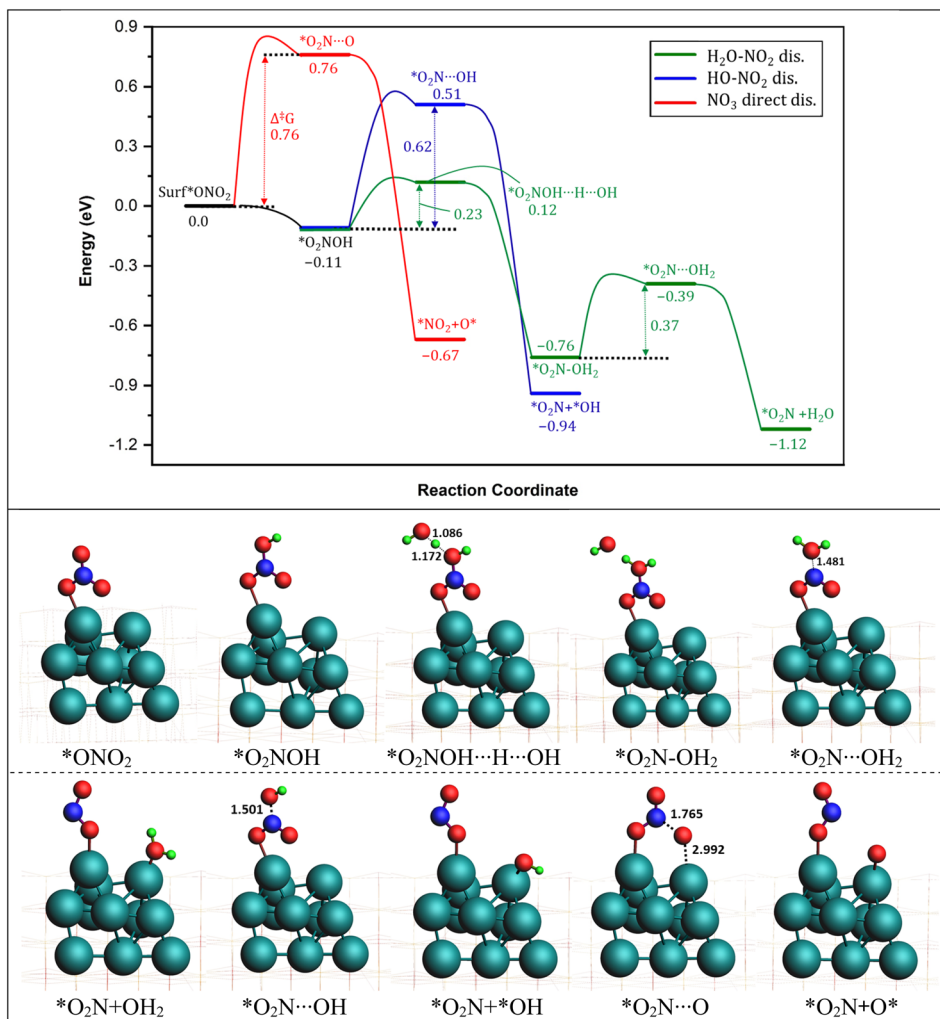 0.9
0.6
0.3
0.0
-0.3
-0.6
-0.9
-1.2
Energy (eV)
Reaction Coordinate
H₂O-NO₂ dis.
HO-NO₂ dis.
NO₃ direct dis.
*O₂N···O
0.76
Δ‡G
0.76
Surf*ONO₂
0.0
*O₂NOH
−0.11
*O₂N···OH
0.51
0.62
*O₂NOH···H···OH
0.12
0.23
*NO₂+O*
−0.67
−0.76
*O₂N-OH₂
*O₂N+*OH
−0.94
*O₂N···OH₂
−0.39
0.37
*O₂N +H₂O
−1.12
1.086
1.172
1.481
*ONO₂
*O₂NOH
*O₂NOH···H···OH
*O₂N-OH₂
*O₂N···OH₂
1.501
1.765
2.992
*O₂N+OH₂
*O₂N···OH
*O₂N+*OH
*O₂N···O
*O₂N+O*